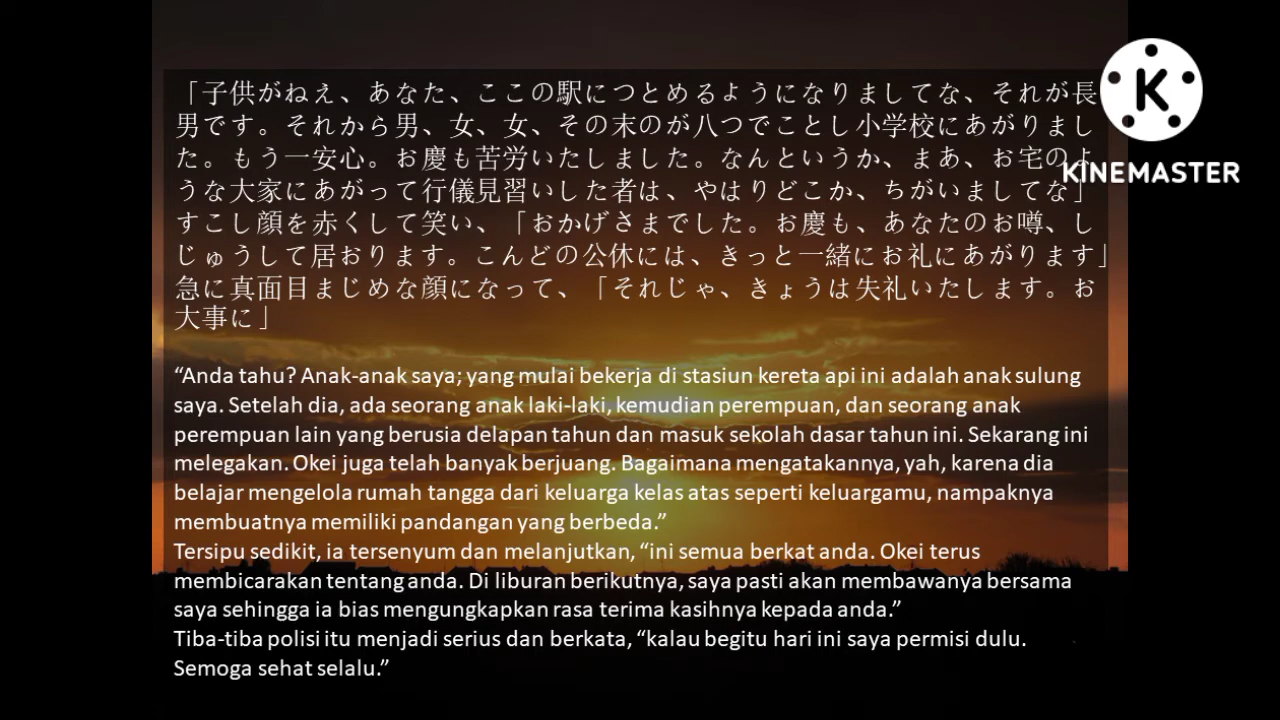 「子供がねえ、あなた、ここの駅につとめるようになりましてな、それが長
男です。それから男、女、女、その末のが八つでことし小学校にあがりまし
た。もう一安心。お慶も苦労いたしました。なんというか、まあ、お宅のよ
うな大家にあがって行儀見習いした者は、やはりどこか、ちがいましてな」
すこし顔を赤くして笑い、「おかげさまでした。お慶も、あなたのお噂、し
じゅうして居おります。こんどの公休には、きっと一緒にお礼にあがります」
急に真面目まじめな顔になって、「それじゃ、きょうは失礼いたします。お
大事に」
“Anda tahu? Anak-anak saya; yang mulai bekerja di stasiun kereta api ini adalah anak sulung
saya. Setelah dia, ada seorang anak laki-laki, kemudian perempuan, dan seorang anak
perempuan lain yang berusia delapan tahun dan masuk sekolah dasar tahun ini. Sekarang ini
melegakan. Okei juga telah banyak berjuang. Bagaimana mengatakannya, yah, karena dia
belajar mengelola rumah tangga dari keluarga kelas atas seperti keluargamu, nampaknya
membuatnya memiliki pandangan yang berbeda.”
Tersipu sedikit, ia tersenyum dan melanjutkan, “ini semua berkat anda. Okei terus
membicarakan tentang anda. Di liburan berikutnya, saya pasti akan membawanya bersama
saya sehingga ia bias mengungkapkan rasa terima kasihnya kepada anda.”
Tiba-tiba polisi itu menjadi serius dan berkata, “kalau begitu hari ini saya permisi dulu.
Semoga sehat selalu.”
K
KINEMASTER